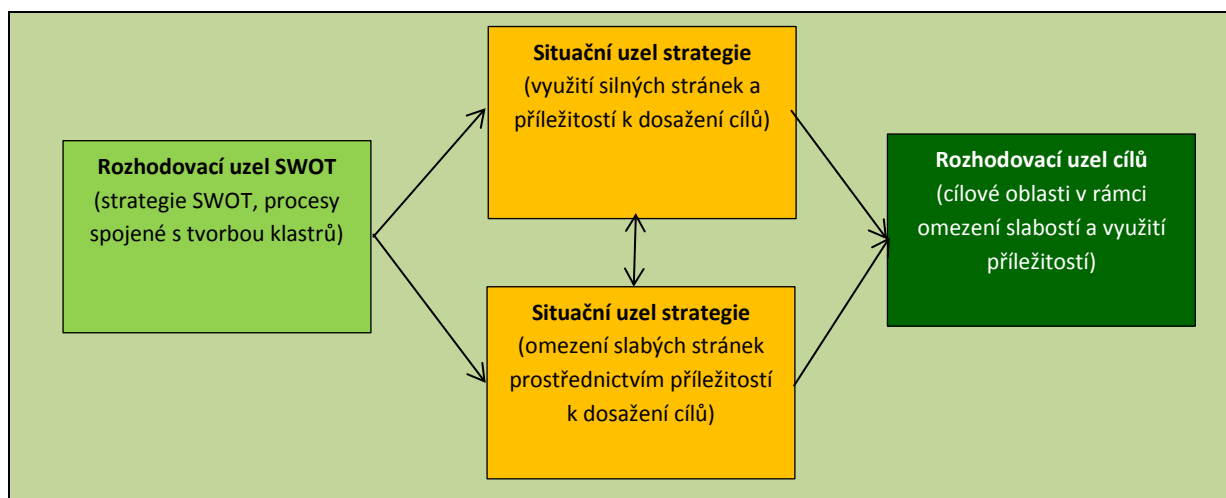 Rozhodovací uzel SWOT
(strategie SWOT, procesy
spojené s tvorbou klastrů)
Situační uzel strategie
(využití silných stránek a
příležitostí k dosažení cílů)
Situační uzel strategie
(omezení slabých stránek
prostřednictvím příležitostí
k dosažení cílů)
Rozhodovací uzel cílů
(cílové oblasti v rámci
omezení slabostí a využití
příležitostí)